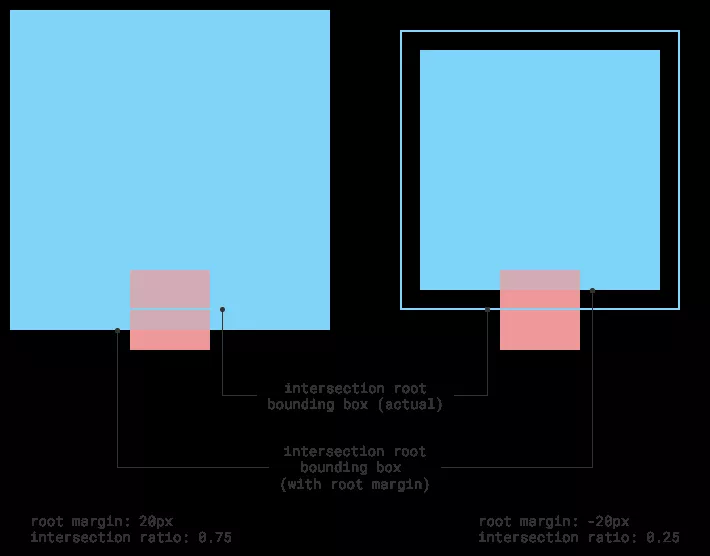 intersection root
bounding box (actual)
intersection root
bounding box
(with root margin)
root margin: 20px
intersection ratio: 0.75
root margin: -20px
intersection ratio: 0.25